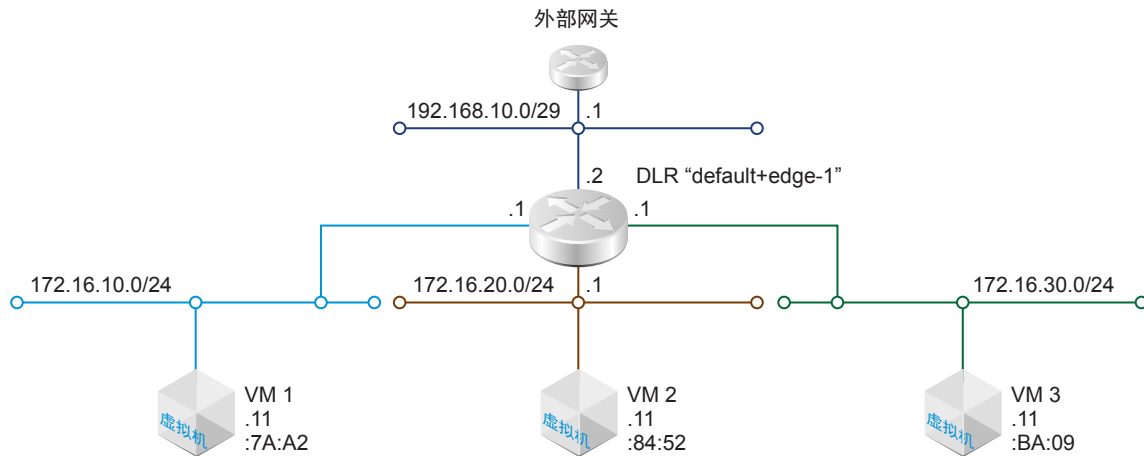 外部网关
192.168.10.0/29
.1
.2
DLR “default+edge-1”
.1
.1
172.16.10.0/24
172.16.20.0/24
.1
172.16.30.0/24
虚拟机
VM 1
.11
:7A:A2
虚拟机
VM 2
.11
:84:52
虚拟机
VM 3
.11
:BA:09